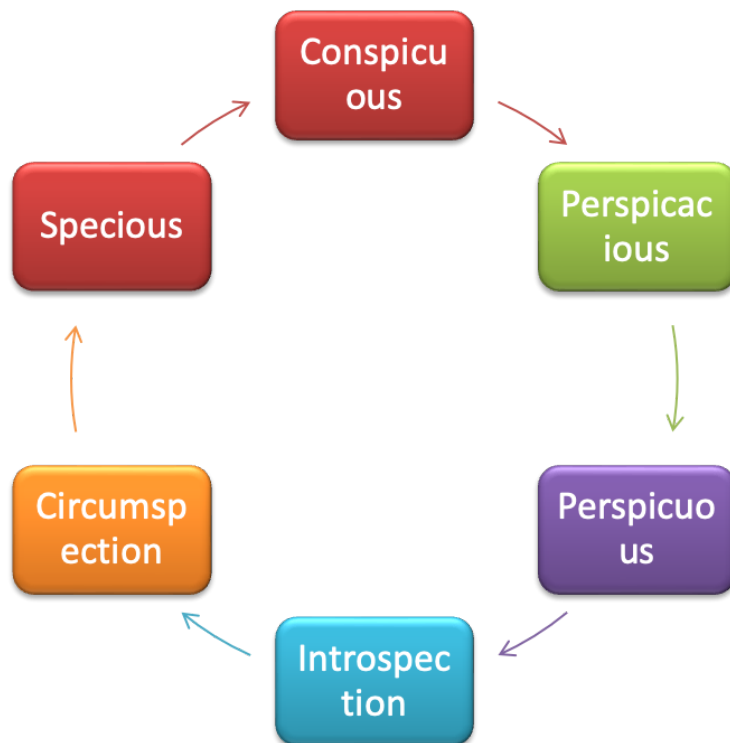 Conspicu
ous
Perspicac
ious
Perspicuo
us
Introspec
tion
Circumsp
ection
Specious